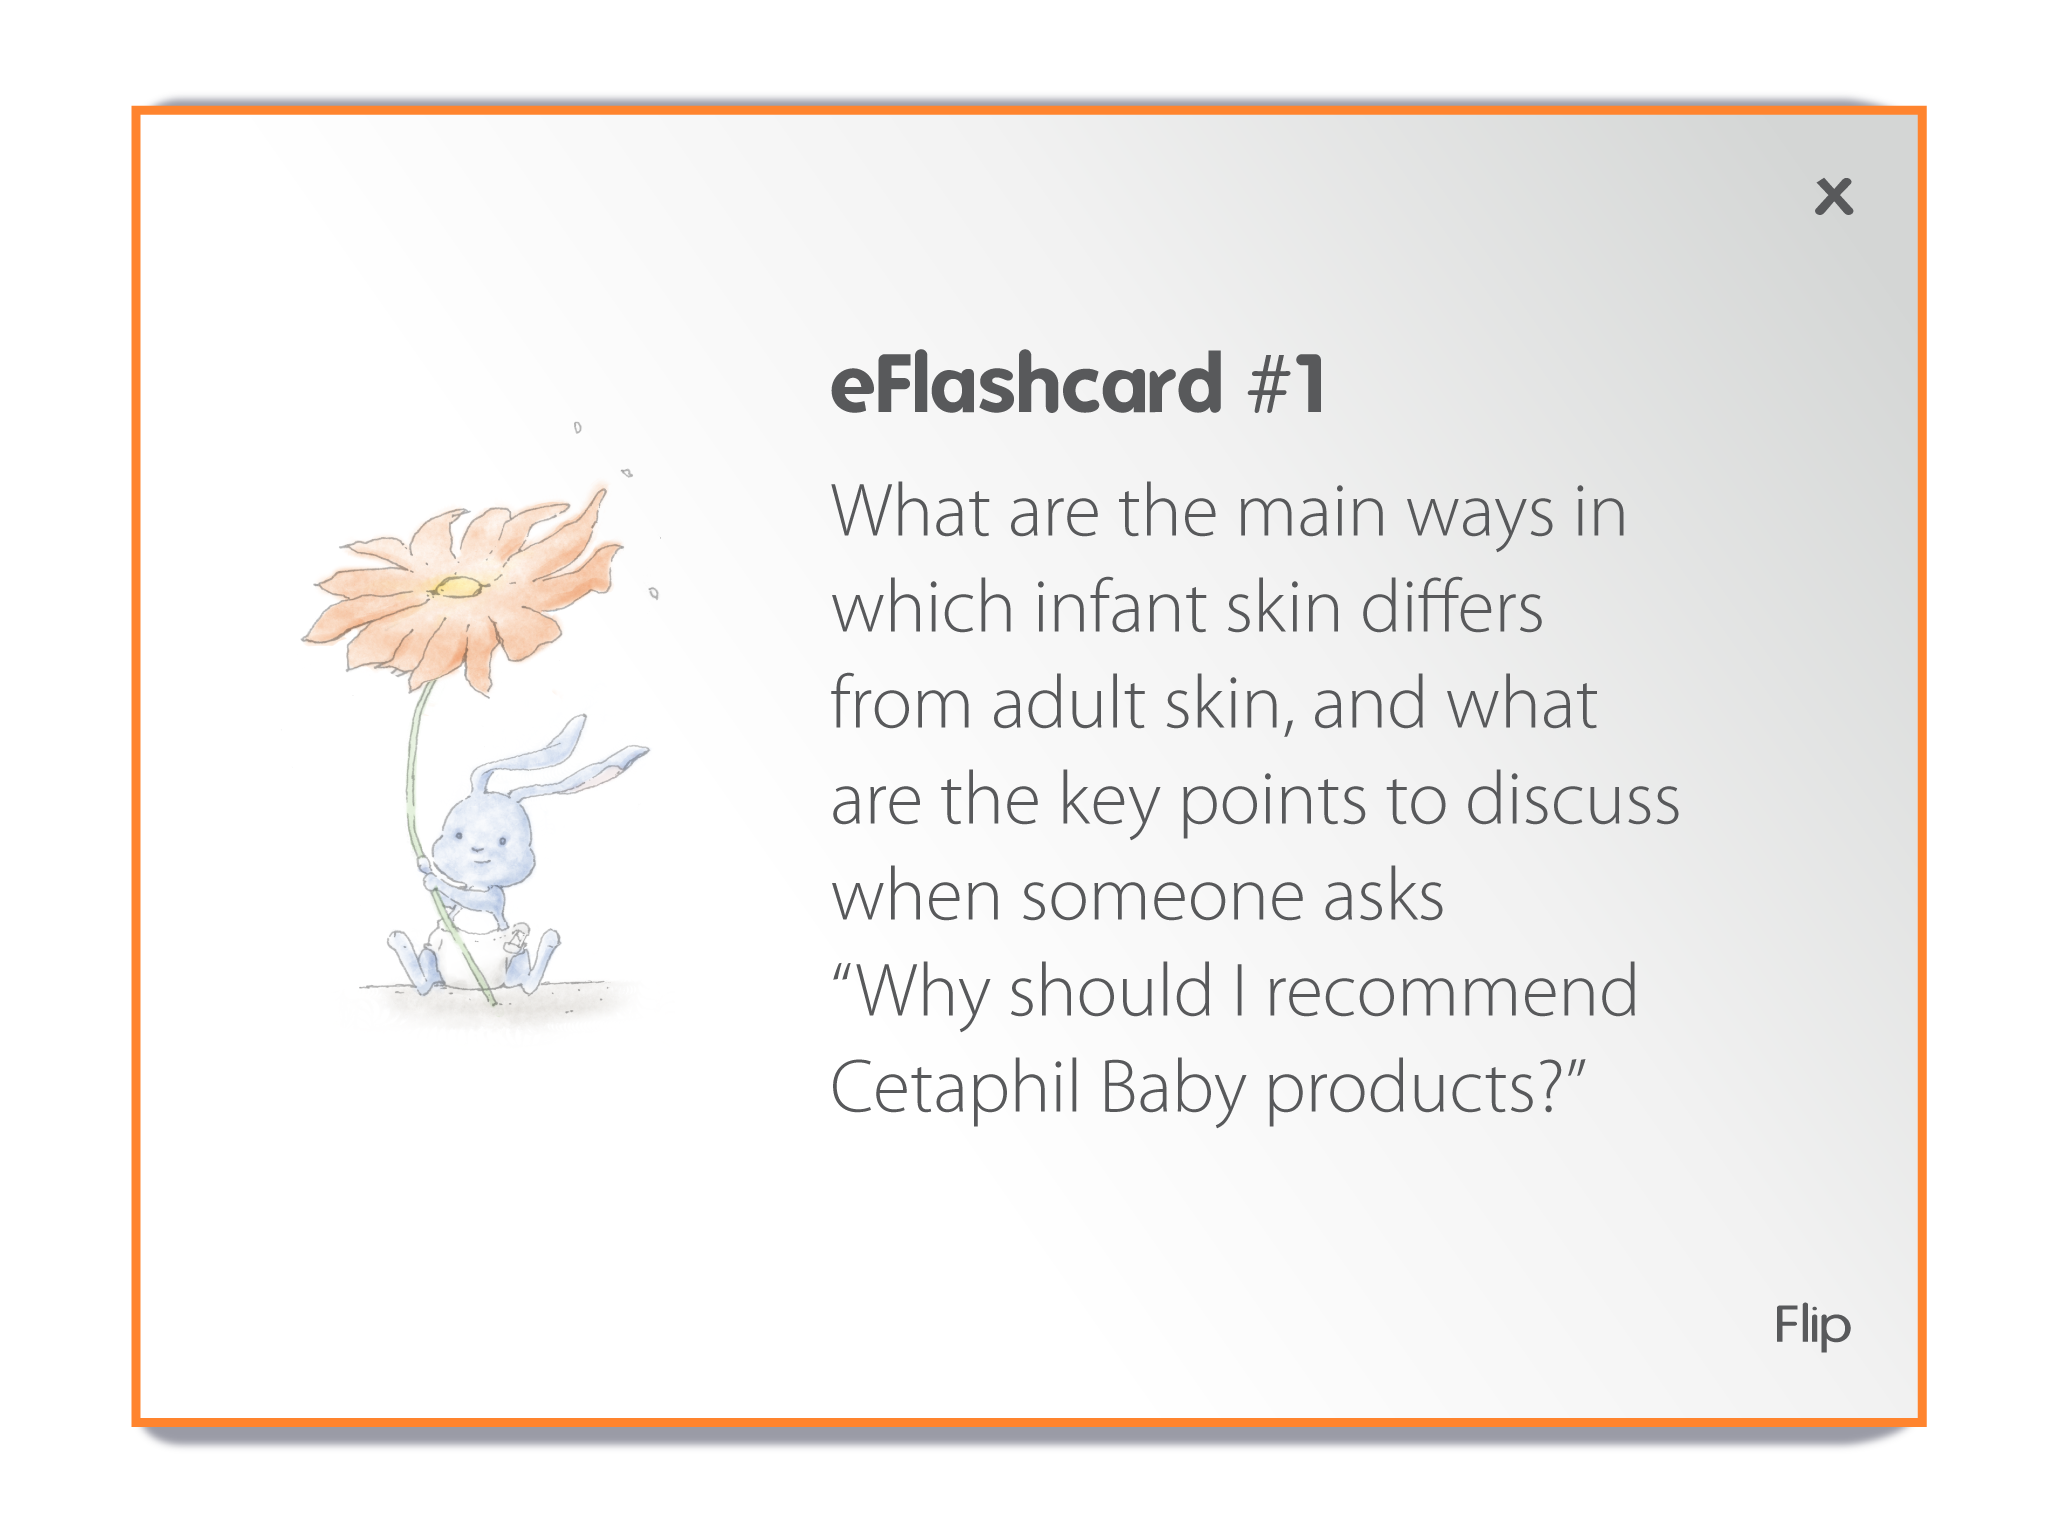 x
eFlashcard #1
What are the main ways in
which infant skin differs
from adult skin, and what
are the key points to discuss
when someone asks
“Why should I recommend
Cetaphil Baby products?”
Flip